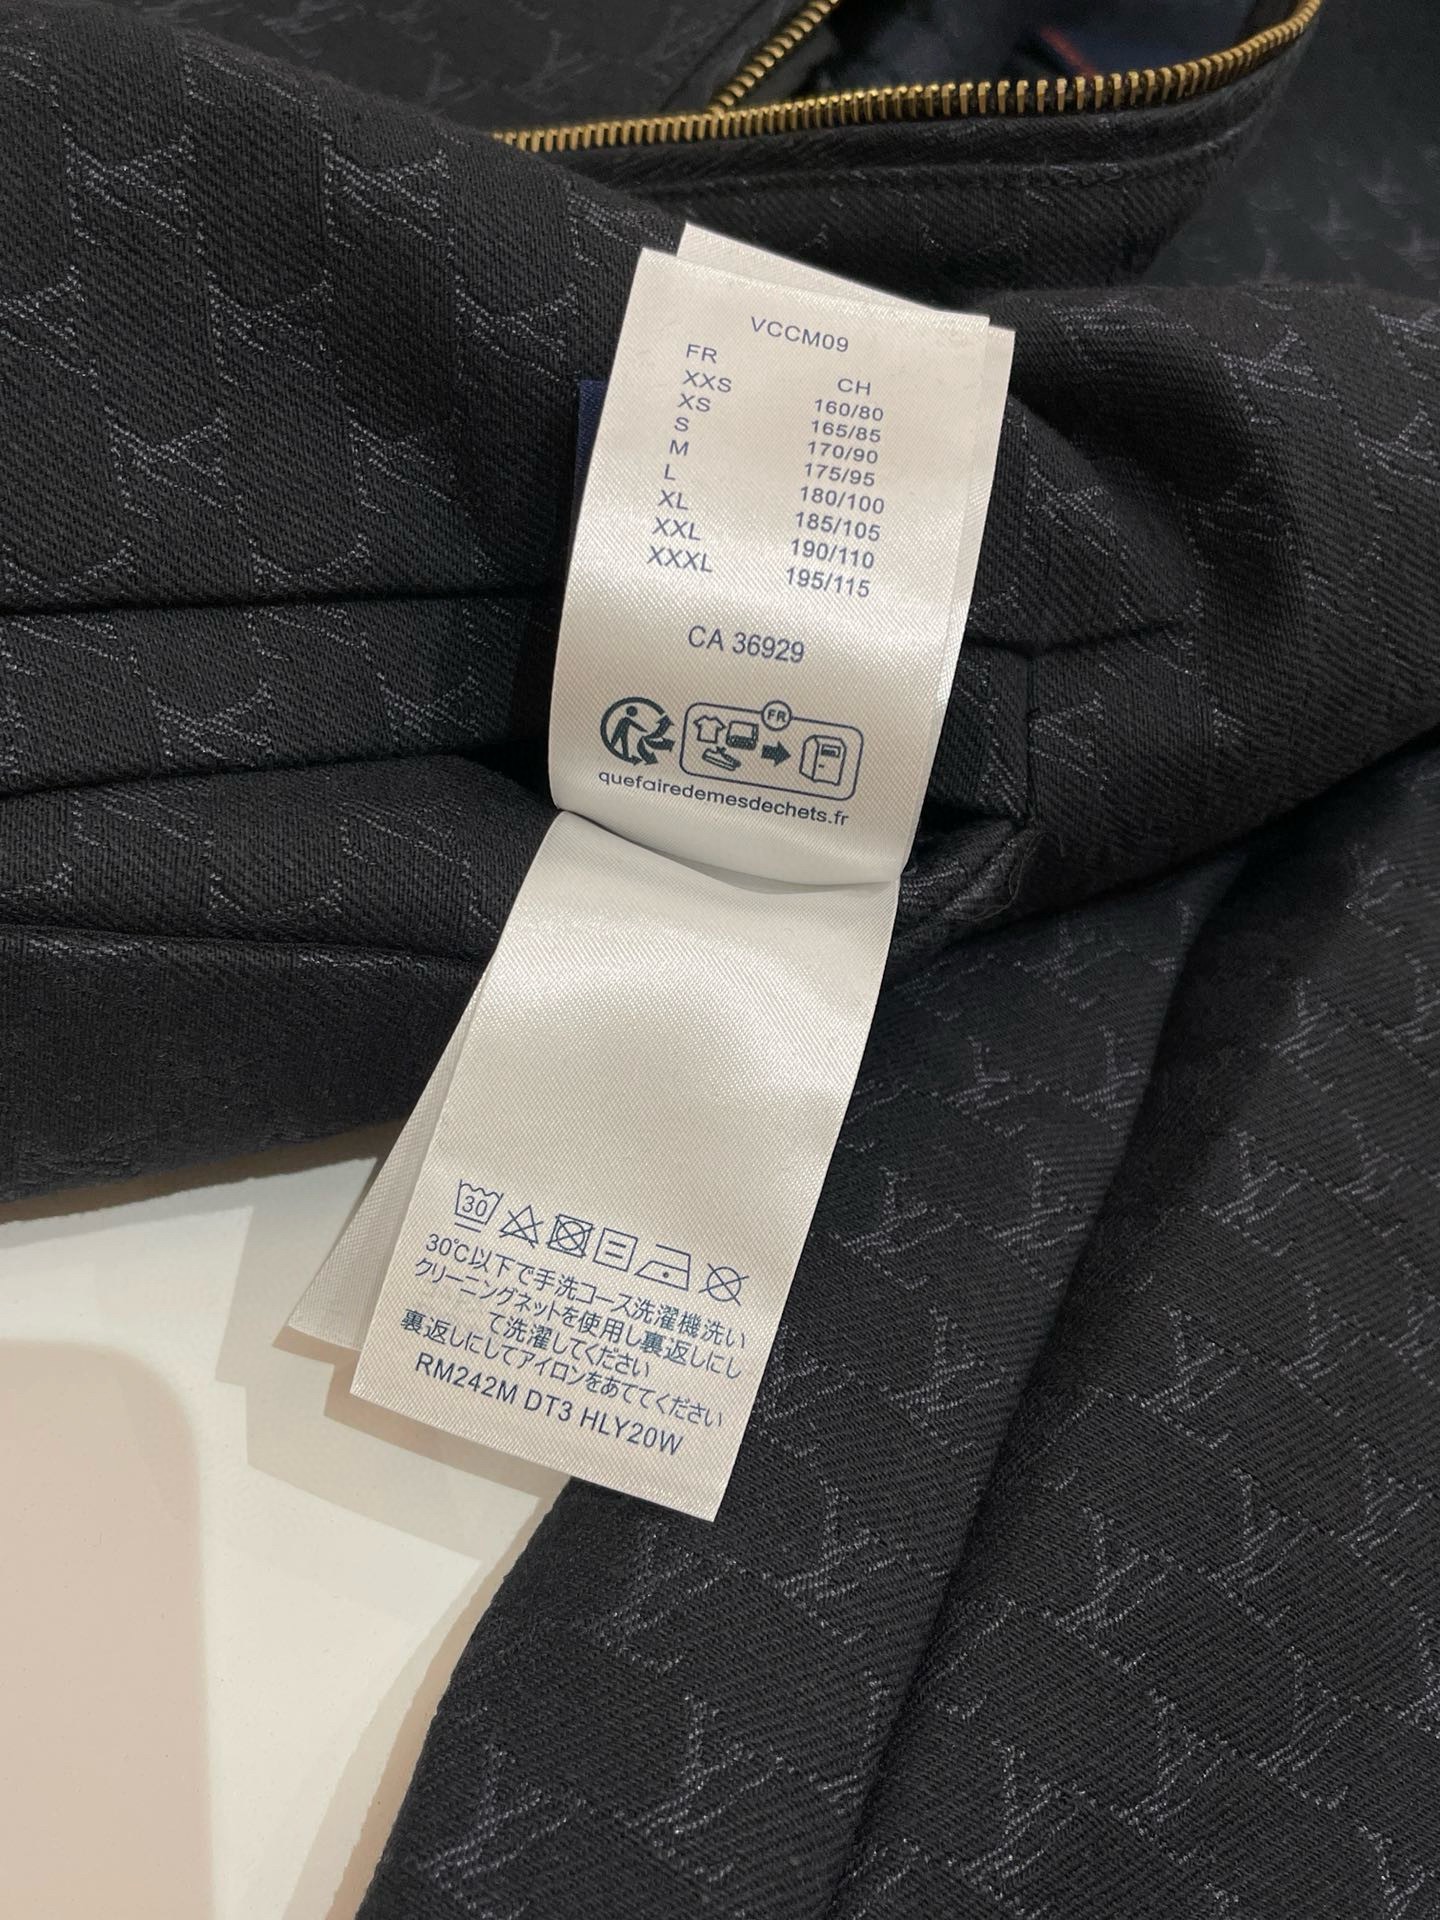 VCCM09
FR CH
XXS 160/80
XS 165/85
S 170/90
M 175/95
L 180/100
XL 185/105
XXL 190/110
XXXL 195/115
CA 36929
FR
quefairedemesdechets.fr
30
30℃以下で手洗コース洗濯機洗い
クリーニングネットを使用し裏返しにし
て洗濯してください
裏返しにしてアイロンをあててください
RM242M DT3 HLY20W